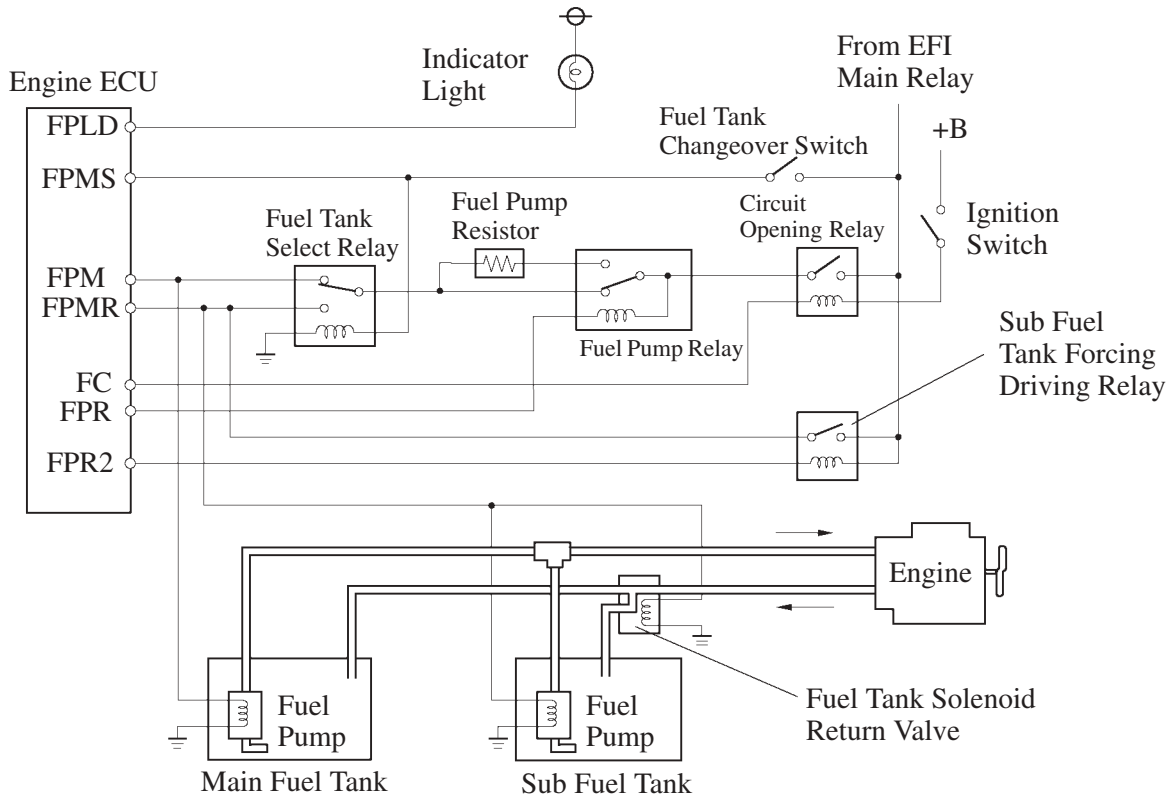 Engine ECU
FPLD
FPMS
FPM
FPMR
FC
FPR
FPR2
Indicator
Light
From EFI
Main Relay
Fuel Tank
Changeover Switch
+B
Fuel Tank
Select Relay
Fuel Pump
Resistor
Circuit
Opening Relay
Ignition
Switch
Fuel Pump Relay
Sub Fuel
Tank Forcing
Driving Relay
Engine
Fuel
Pump
Main Fuel Tank
Fuel
Pump
Sub Fuel Tank
Fuel Tank Solenoid
Return Valve